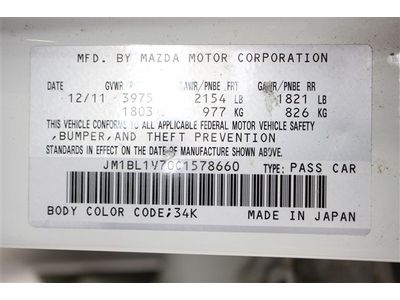 MFD. BY MAZDA MOTOR CORPORATION
DATE GVWR GAWR/PNBE FRT GAWR/PNBE RR
12/11 3975 2154 LB 1821 LB
1803 977 KG 826 KG
THIS VEHICLE CONFORMS TO ALL APPLICABLE FEDERAL MOTOR VEHICLE SAFETY
,BUMPER,AND THEFT PREVENTION
STANDARDS IN EFFECT ON THE DATE OF MANUFACTURE SHOWN ABOVE.
JM1BL1V70C1578660 TYPE: PASS CAR
BODY COLOR CODE;34K MADE IN JAPAN